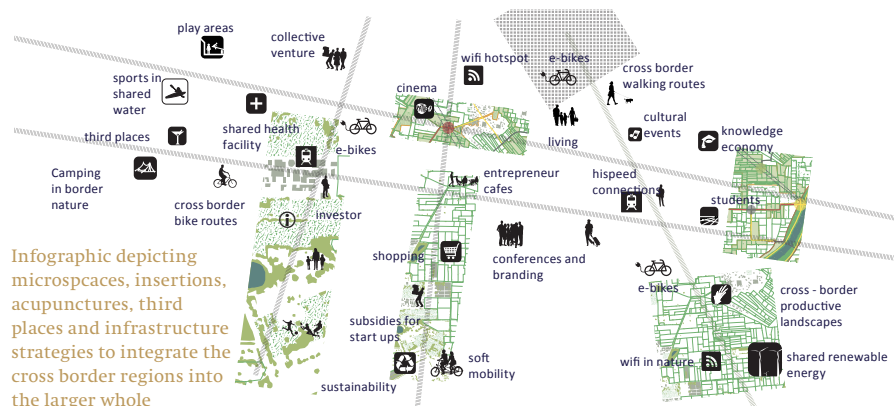 play areas
collective
venture
wifi hotspot
e-bikes
cross border
walking routes
sports in
shared
water
cinema
third places
shared health
facility
e-bikes
living
cultural
events
knowledge
economy
Camping
in border
nature
cross border
bike routes
investor
entrepreneur
cafes
hispeed
connections
students
shopping
conferences and
branding
e-bikes
cross - border
productive
landscapes
subsidies for
start ups
sustainability
soft
mobility
wifi in nature
shared renewable
energy
Infographic depicting
microspcaces, insertions,
acupunctures, third
places and infrastructure
strategies to integrate the
cross border regions into
the larger whole